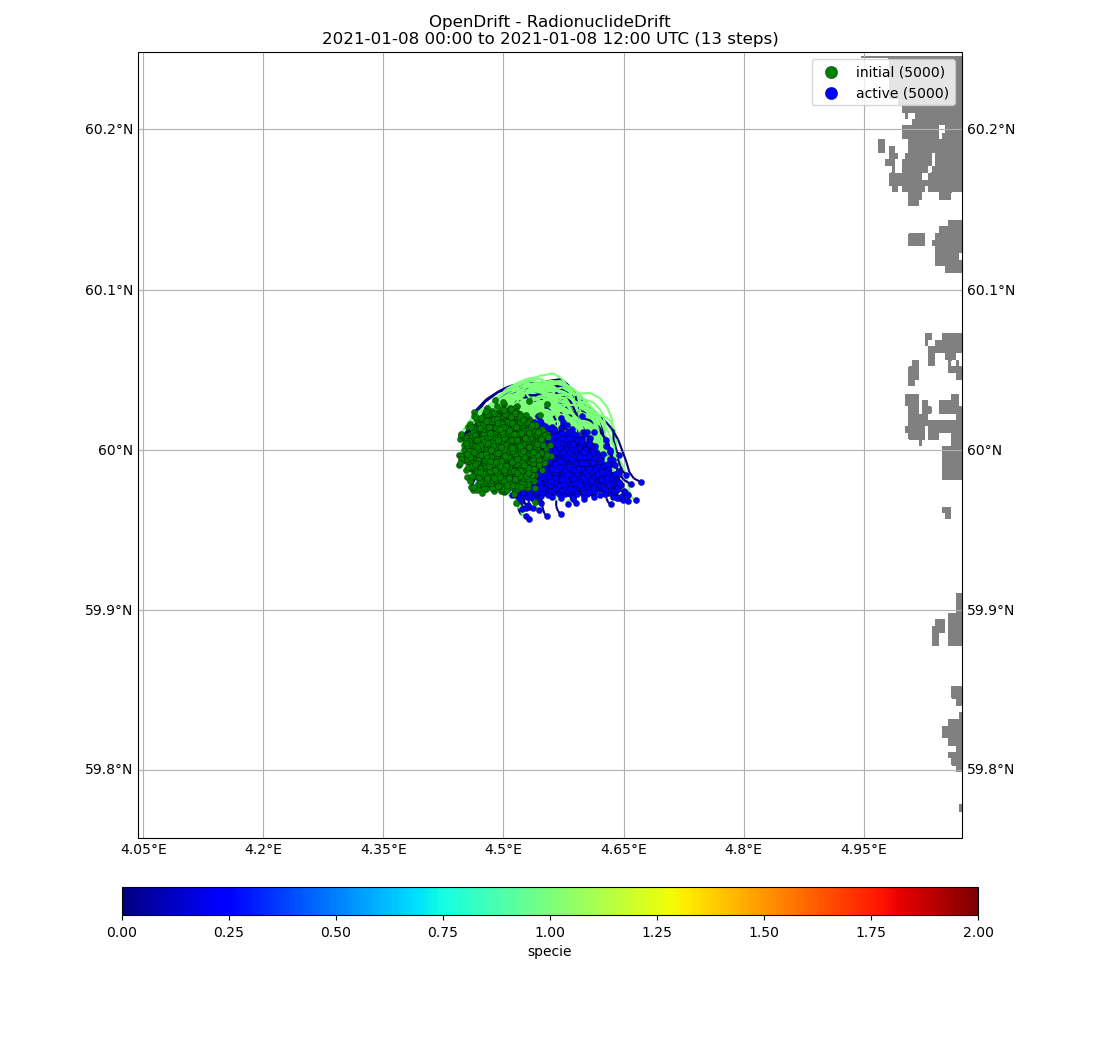 OpenDrift - RadionuclideDrift
2021-01-08 00:00 to 2021-01-08 12:00 UTC (13 steps)
initial (5000)
active (5000)
60.2°N 60.2°N
60.1°N 60.1°N
60°N 60°N
59.9°N 59.9°N
59.8°N 59.8°N
4.05°E 4.2°E 4.35°E 4.5°E 4.65°E 4.8°E 4.95°E
0.00 0.25 0.50 0.75 1.00 1.25 1.50 1.75 2.00
specie